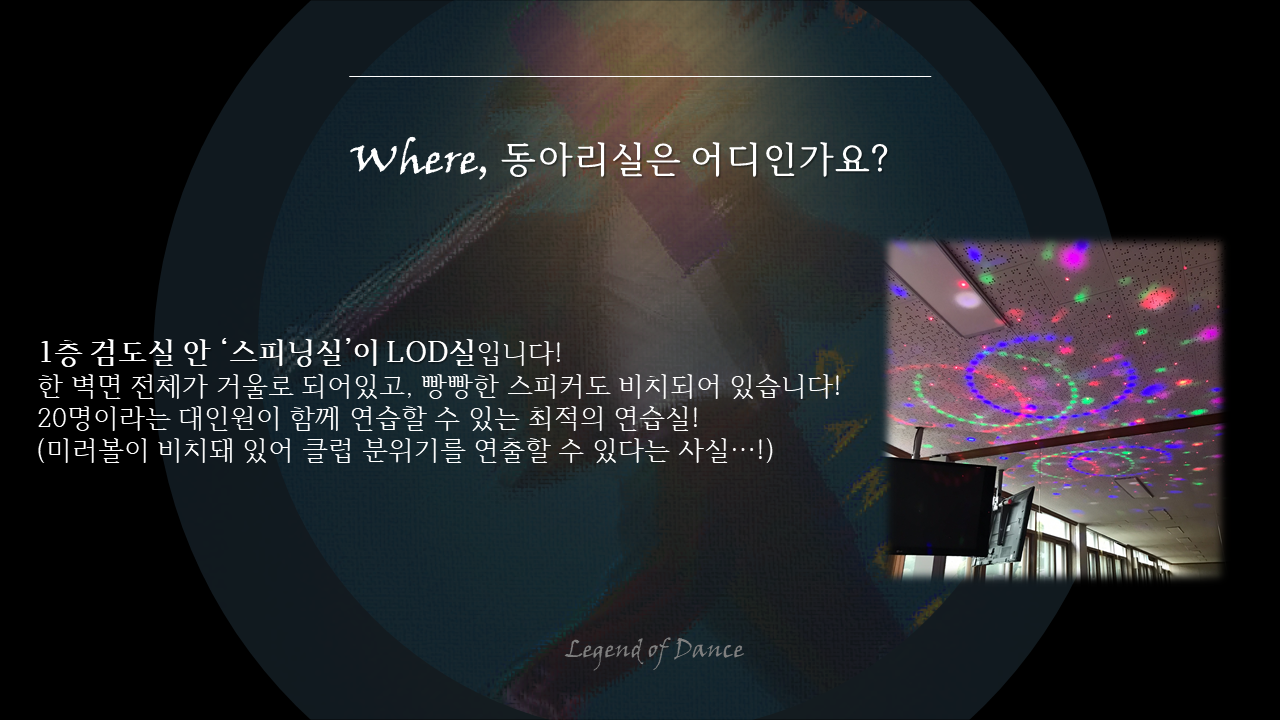 Where, 동아리실은 어디인가요?
1층 검도실 안 ‘스피닝실’이 LOD실입니다!
한 벽면 전체가 거울로 되어있고, 빵빵한 스피커도 비치되어 있습니다!
20명이라는 대인원이 함께 연습할 수 있는 최적의 연습실!
(미러볼이 비치돼 있어 클럽 분위기를 연출할 수 있다는 사실…!)
Legend of Dance